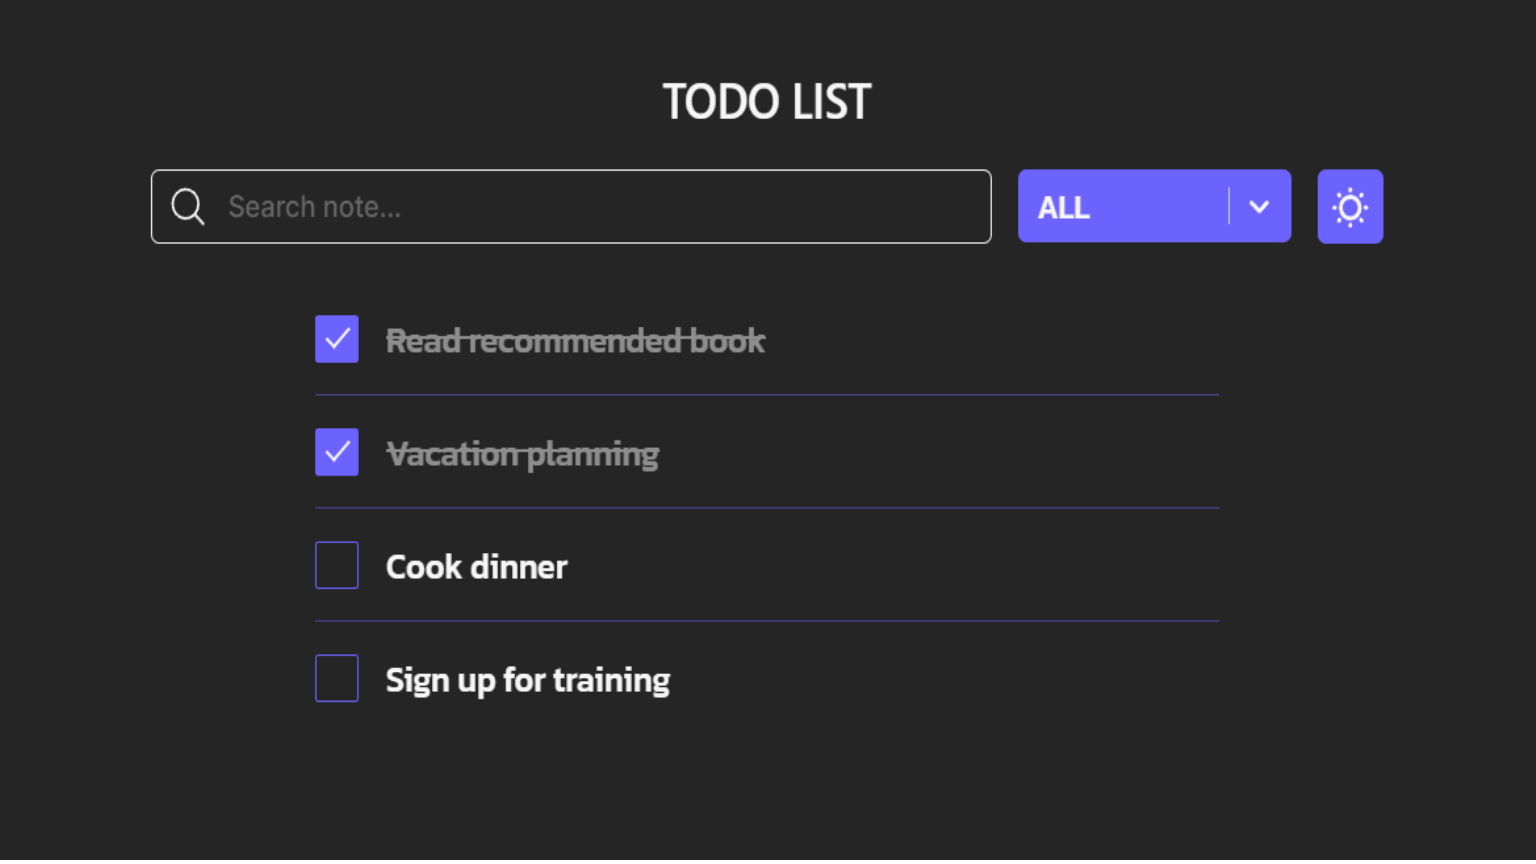 TODO LIST
Search note...
ALL
Read recommended book
Vacation planning
Cook dinner
Sign up for training